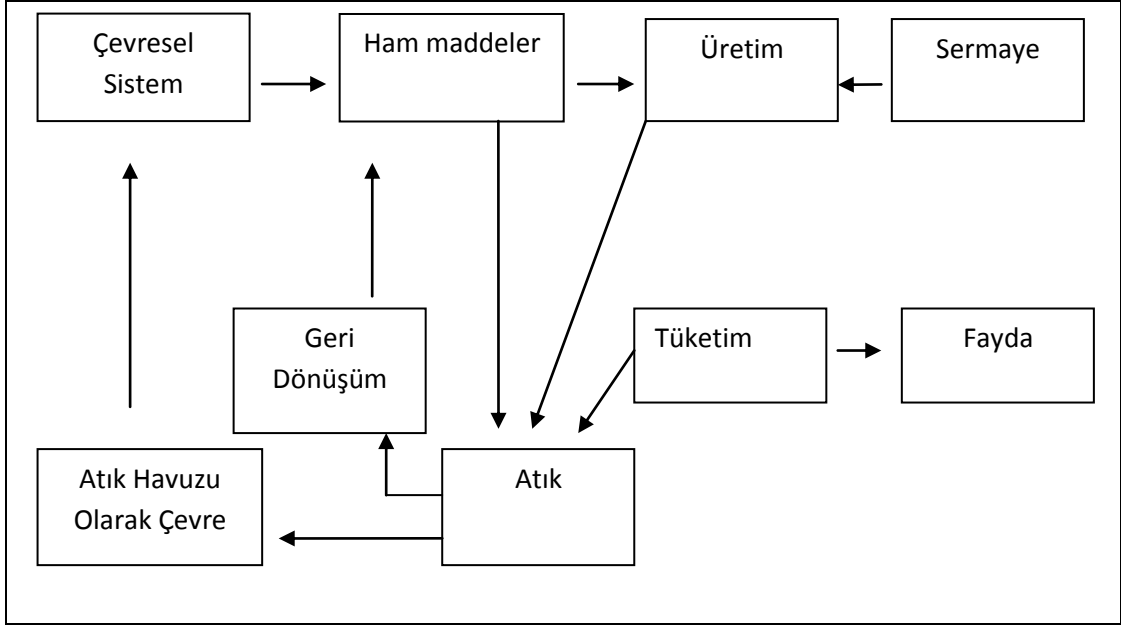 Çevresel
Sistem
Ham maddeler
Üretim
Sermaye
Geri
Dönüşüm
Tüketim
Fayda
Atık Havuzu
Olarak Çevre
Atık